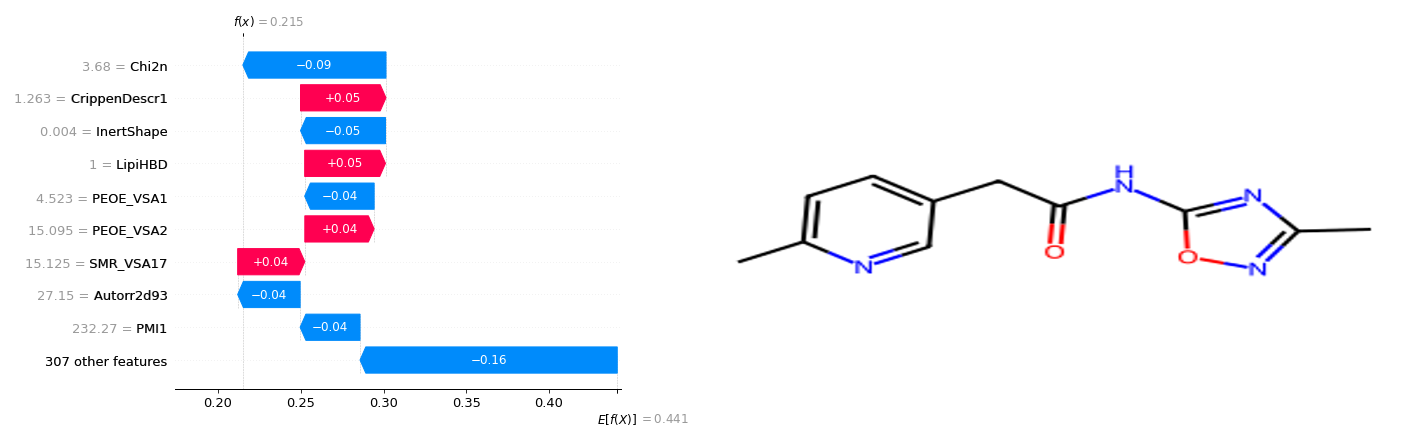 f(x) = 0.215
3.68 = Chi2n
−0.09
1.263 = CrippenDescr1
+0.05
0.004 = InertShape
−0.05
1 = LipiHBD
+0.05
4.523 = PEOE_VSA1
−0.04
15.095 = PEOE_VSA2
+0.04
15.125 = SMR_VSA17
+0.04
27.15 = Autorr2d93
−0.04
232.27 = PMI1
−0.04
307 other features
−0.16
0.20 0.25 0.30 0.35 0.40
E[f(X)] = 0.441
H
N
N
O
N
O
N
N